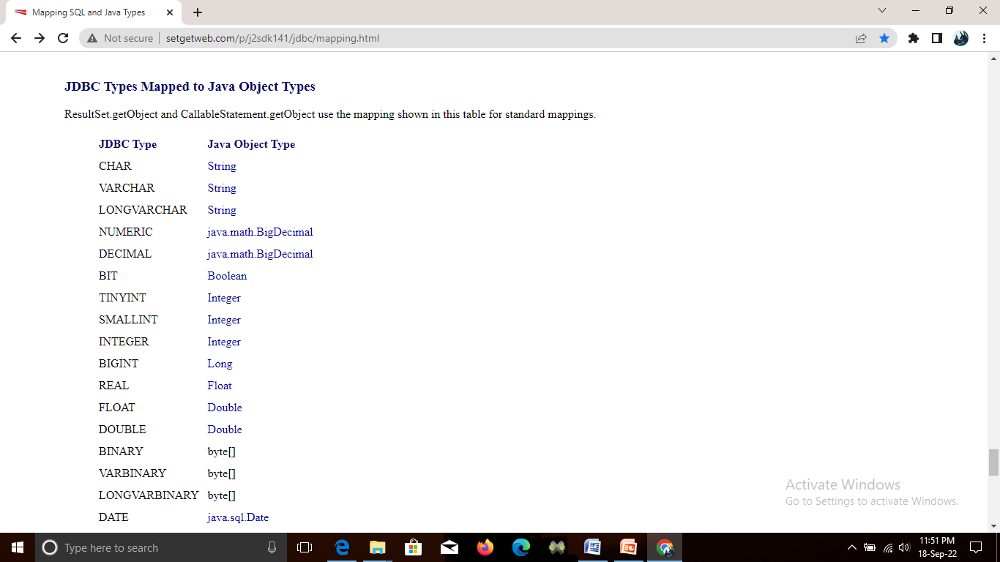 Mapping SQL and Java Types
Not secure
setgetweb.com/p/j2sdk141/jdbc/mapping.html
JDBC Types Mapped to Java Object Types
ResultSet.getObject and CallableStatement.getObject use the mapping shown in this table for standard mappings.
JDBC Type Java Object Type
CHAR String
VARCHAR String
LONGVARCHAR String
NUMERIC java.math.BigDecimal
DECIMAL java.math.BigDecimal
BIT Boolean
TINYINT Integer
SMALLINT Integer
INTEGER Integer
BIGINT Long
REAL Float
FLOAT Double
DOUBLE Double
BINARY byte[]
VARBINARY byte[]
LONGVARBINARY byte[]
DATE java.sql.Date
Activate Windows
Go to Settings to activate Windows.
Type here to search
11:51 PM
18-Sep-22